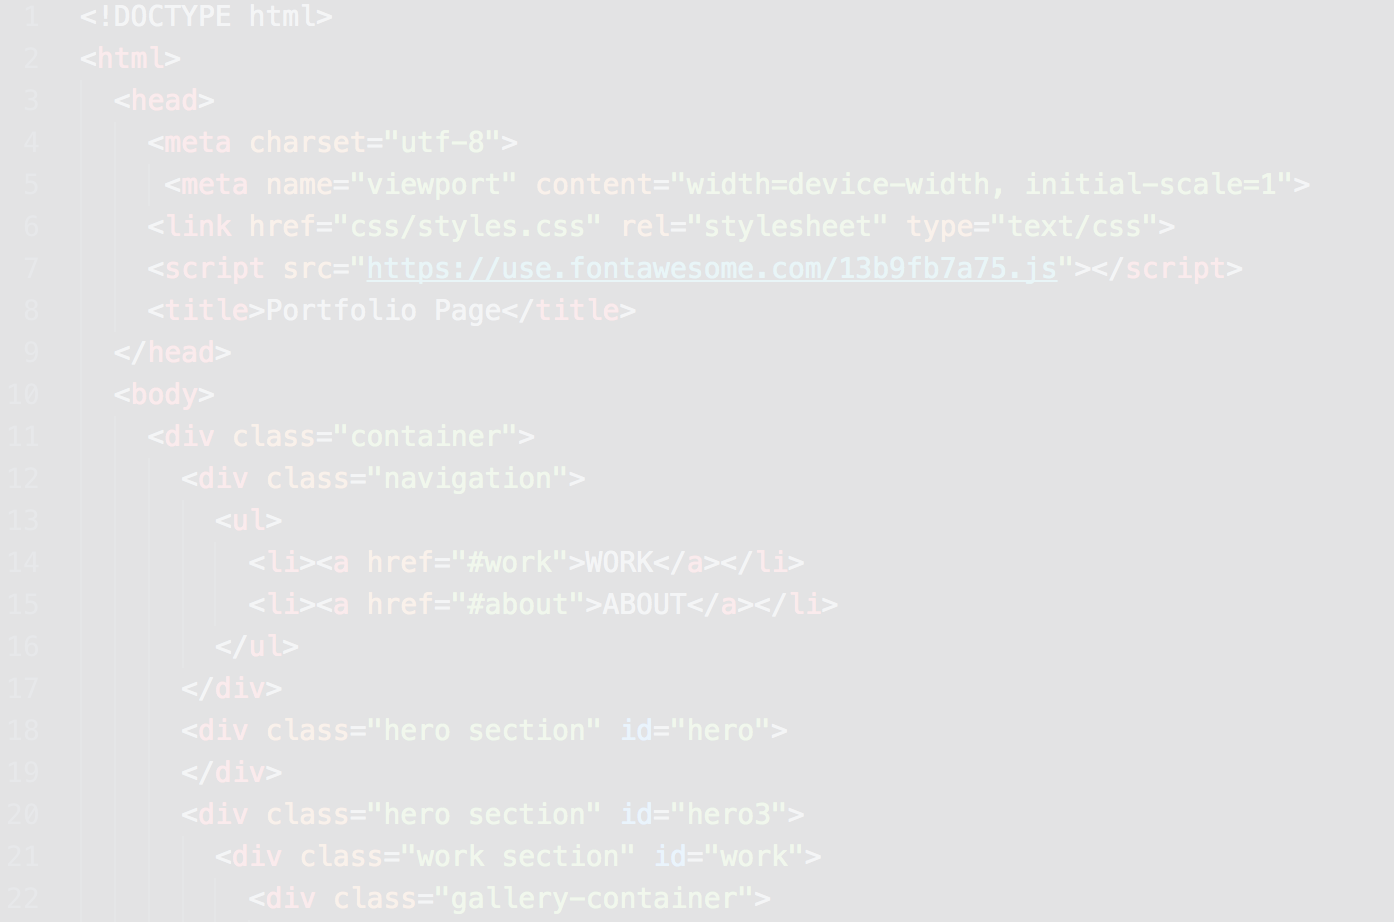 1 <!DOCTYPE html>
2 <html>
3 <head>
4 <meta charset="utf-8">
5 <meta name="viewport" content="width=device-width, initial-scale=1">
6 <link href="css/styles.css" rel="stylesheet" type="text/css">
7 <script src="https://use.fontawesome.com/13b9fb7a75.js"></script>
8 <title>Portfolio Page</title>
9 </head>
10 <body>
11 <div class="container">
12 <div class="navigation">
13 <ul>
14 <li><a href="#work">WORK</a></li>
15 <li><a href="#about">ABOUT</a></li>
16 </ul>
17 </div>
18 <div class="hero section" id="hero">
19 </div>
20 <div class="hero section" id="hero3">
21 <div class="work section" id="work">
22 <div class="gallery-container">